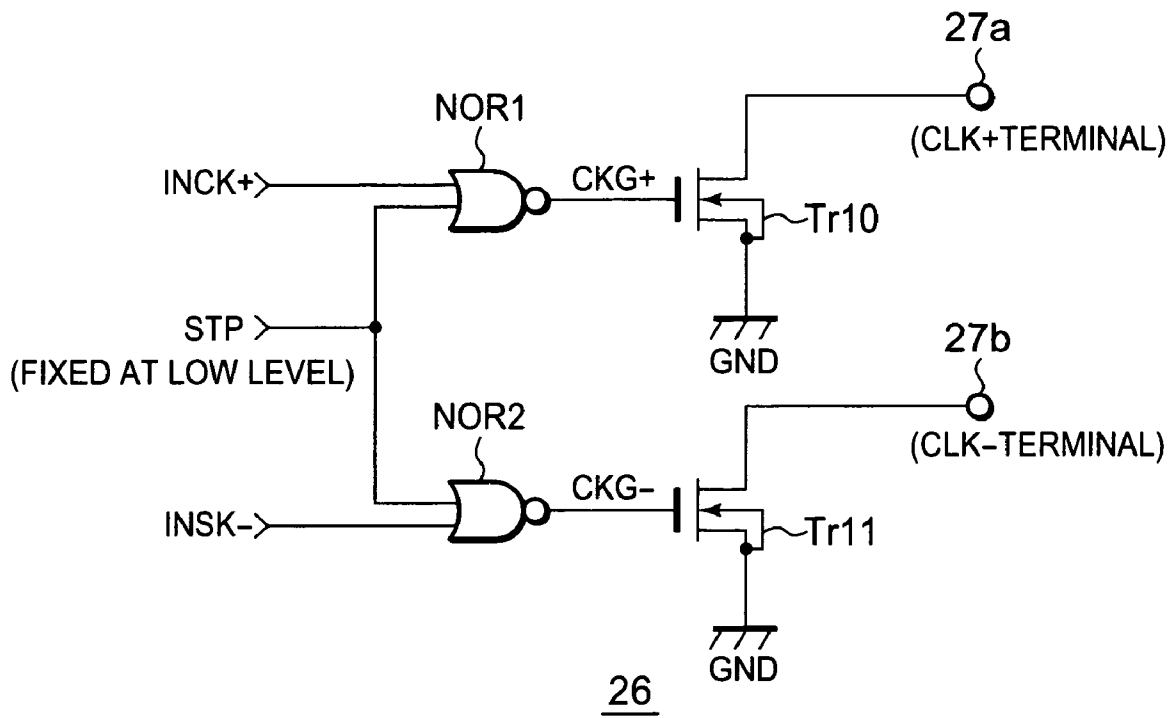 27a
(CLK+TERMINAL)
NOR1
INCK+
CKG+
Tr10
STP
(FIXED AT LOW LEVEL)
GND
27b
(CLK−TERMINAL)
NOR2
INSK−
CKG−
Tr11
GND
26